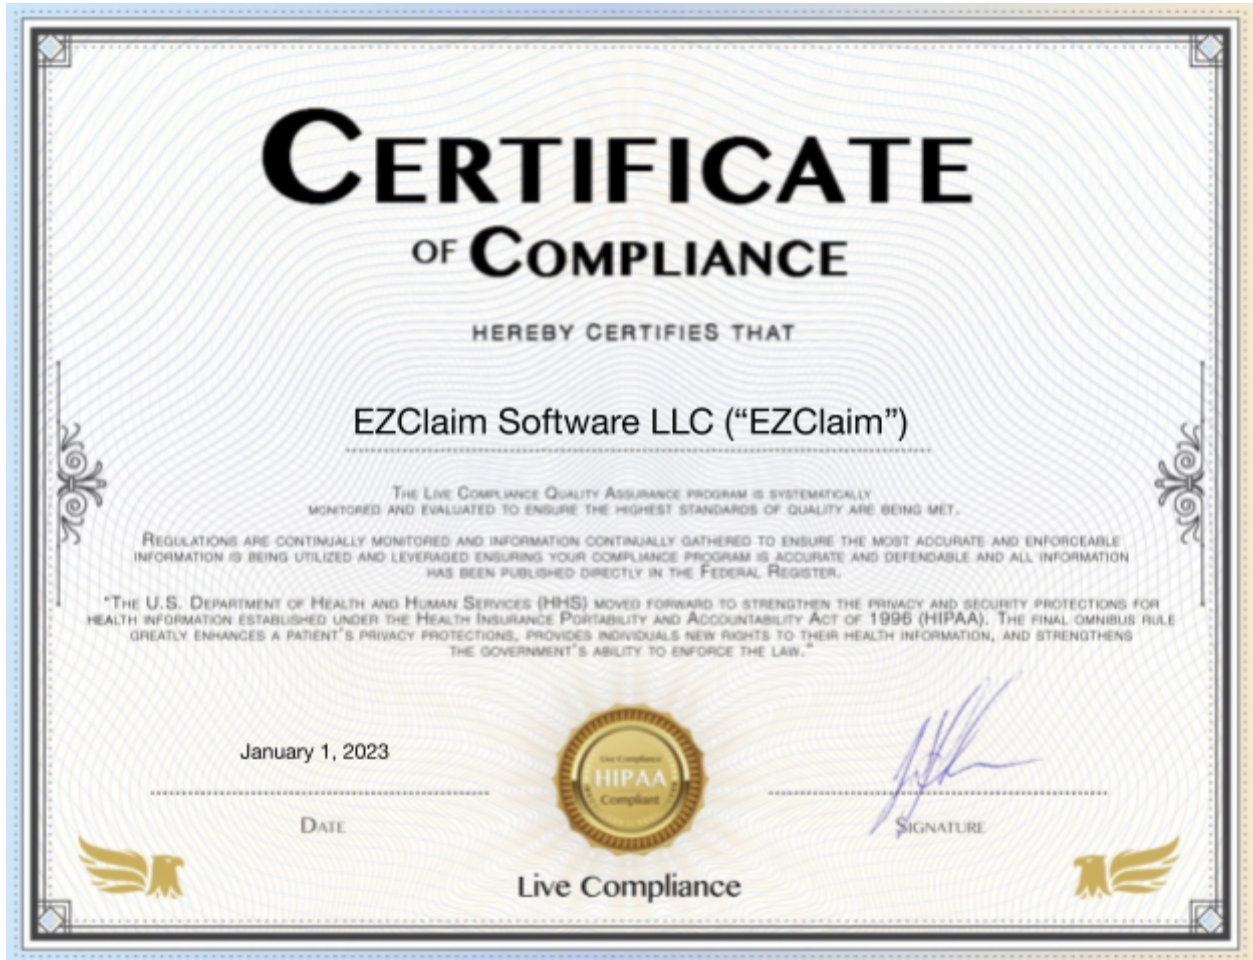 CERTIFICATE
OF COMPLIANCE
HEREBY CERTIFIES THAT
EZClaim Software LLC (“EZClaim”)
THE LIVE COMPLIANCE QUALITY ASSURANCE PROGRAM IS SYSTEMATICALLY
MONITORED AND EVALUATED TO ENSURE THE HIGHEST STANDARDS OF QUALITY ARE BEING MET.
REGULATIONS ARE CONTINUALLY MONITORED AND INFORMATION CONTINUALLY GATHERED TO ENSURE THE MOST ACCURATE AND ENFORCEABLE
INFORMATION IS BEING UTILIZED AND LEVERAGED ENSURING YOUR COMPLIANCE PROGRAM IS ACCURATE AND DEFENDABLE AND ALL INFORMATION
HAS BEEN PUBLISHED DIRECTLY IN THE FEDERAL REGISTER.
"THE U.S. DEPARTMENT OF HEALTH AND HUMAN SERVICES (HHS) MOVED FORWARD TO STRENGTHEN THE PRIVACY AND SECURITY PROTECTIONS FOR
HEALTH INFORMATION ESTABLISHED UNDER THE HEALTH INSURANCE PORTABILITY AND ACCOUNTABILITY ACT OF 1996 (HIPAA). THE FINAL OMNIBUS RULE
GREATLY ENHANCES A PATIENT'S PRIVACY PROTECTIONS, PROVIDES INDIVIDUALS NEW RIGHTS TO THEIR HEALTH INFORMATION, AND STRENGTHENS
THE GOVERNMENT'S ABILITY TO ENFORCE THE LAW."
January 1, 2023
DATE
Live Compliance
HIPAA
Compliant
SIGNATURE
Live Compliance